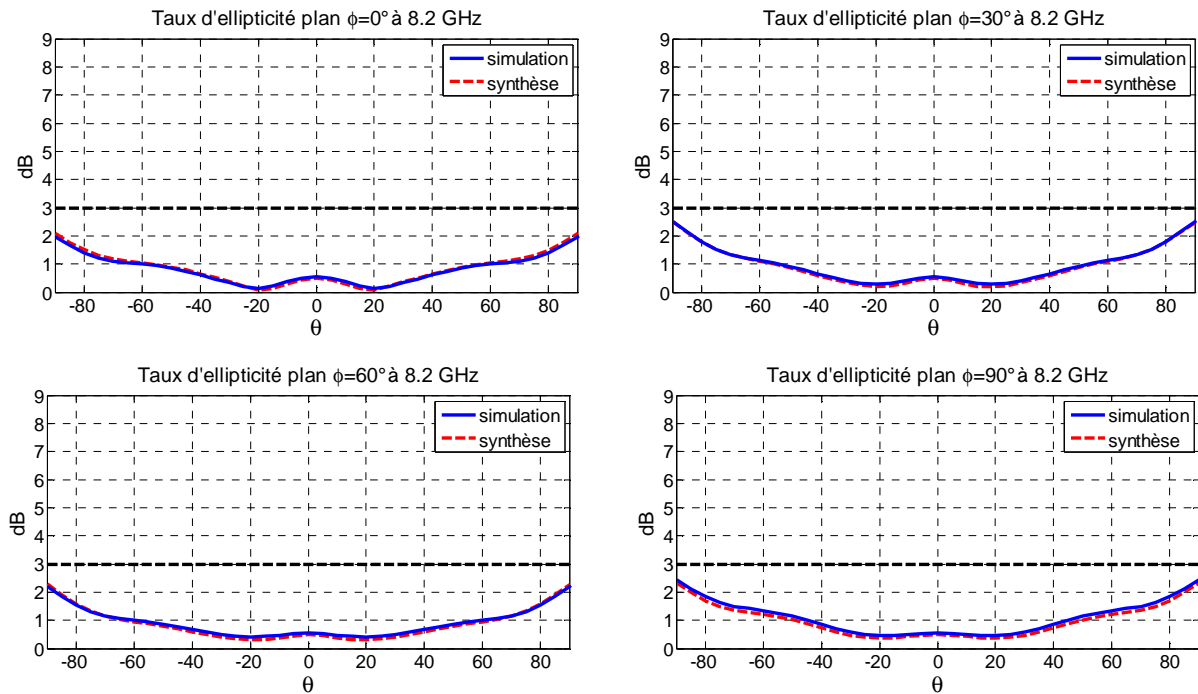 Taux d'ellipticité plan ϕ=0° à 8.2 GHz
9
8
7
6
5
4
3
2
1
0
dB
simulation
synthèse
-80 -60 -40 -20 0 20 40 60 80
θ
Taux d'ellipticité plan ϕ=30° à 8.2 GHz
9
8
7
6
5
4
3
2
1
0
dB
simulation
synthèse
-80 -60 -40 -20 0 20 40 60 80
θ
Taux d'ellipticité plan ϕ=60° à 8.2 GHz
9
8
7
6
5
4
3
2
1
0
dB
simulation
synthèse
-80 -60 -40 -20 0 20 40 60 80
θ
Taux d'ellipticité plan ϕ=90° à 8.2 GHz
9
8
7
6
5
4
3
2
1
0
dB
simulation
synthèse
-80 -60 -40 -20 0 20 40 60 80
θ